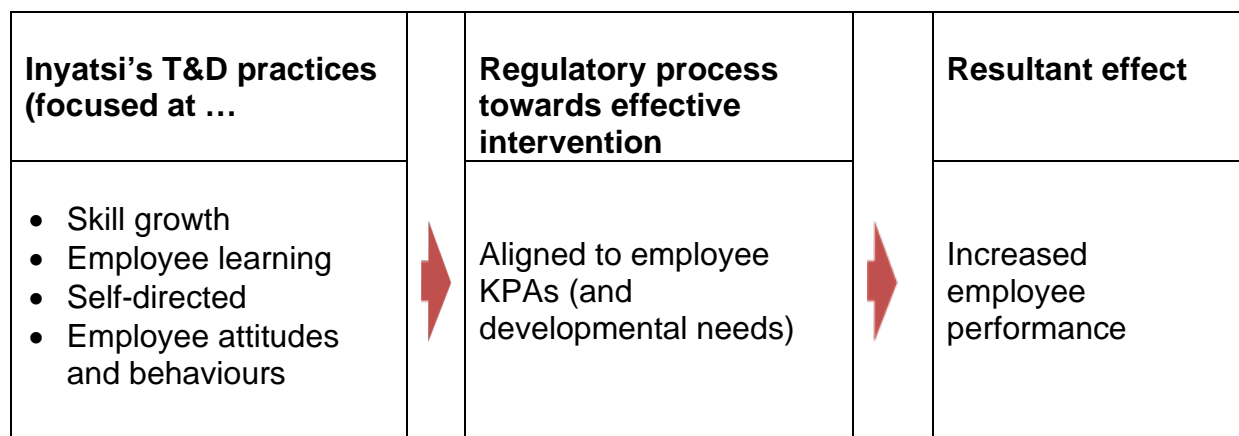 Inyatsi’s T&D practices
(focused at …
Regulatory process
towards effective
intervention
Resultant effect
• Skill growth
• Employee learning
• Self-directed
• Employee attitudes
and behaviours
Aligned to employee
KPAs (and
developmental needs)
Increased
employee
performance